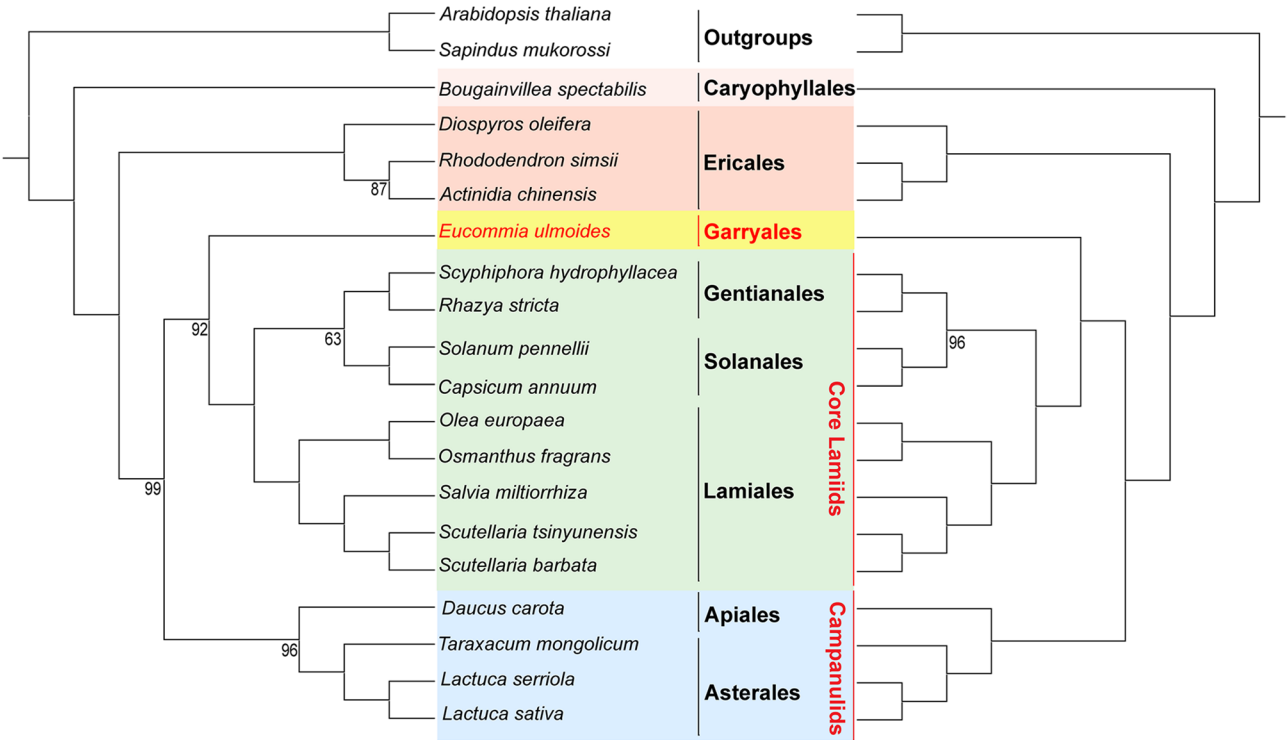 Arabidopsis thaliana
Sapindus mukorossi
Outgroups
Bougainvillea spectabilis
Caryophyllales
Diospyros oleifera
Rhododendron simsii
Actinidia chinensis
87
Ericales
Eucommia ulmoides
Garryales
Scyphiphora hydrophyllacea
Rhazya stricta
Gentianales
92
63
96
Solanum pennellii
Capsicum annuum
Solanales
Olea europaea
Osmanthus fragrans
Salvia miltiorrhiza
Scutellaria tsinyunensis
Scutellaria barbata
Lamiales
Core Lamiids
99
Daucus carota
Apiales
96
Taraxacum mongolicum
Lactuca serriola
Lactuca sativa
Asterales
Campanulids